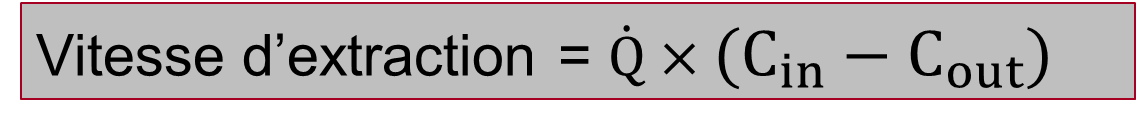 Vitesse d’extraction = Q̇ × (C_in − C_out)